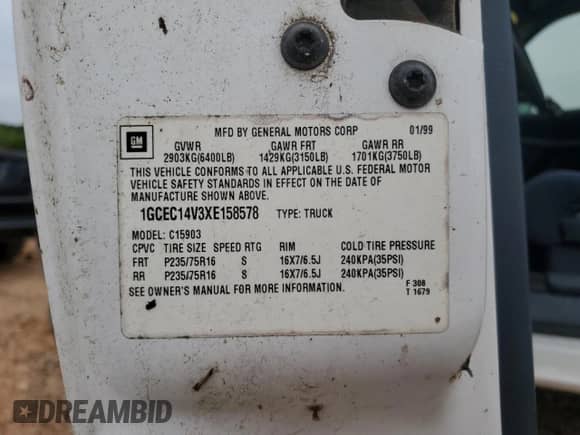 GM
MFD BY GENERAL MOTORS CORP 01/99
GVWR GAWR FRT GAWR RR
2903KG(6400LB) 1429KG(3150LB) 1701KG(3750LB)
THIS VEHICLE CONFORMS TO ALL APPLICABLE U.S. FEDERAL MOTOR
VEHICLE SAFETY STANDARDS IN EFFECT ON THE DATE OF
MANUFACTURE SHOWN ABOVE.
1GCEC14V3XE158578 TYPE: TRUCK
MODEL: C15903
CPVC TIRE SIZE SPEED RTG RIM COLD TIRE PRESSURE
FRT P235/75R16 S 16X7/6.5J 240KPA(35PSI)
RR P235/75R16 S 16X7/6.5J 240KPA(35PSI)
SEE OWNER'S MANUAL FOR MORE INFORMATION.
F 308
T 1679
DREAMBID